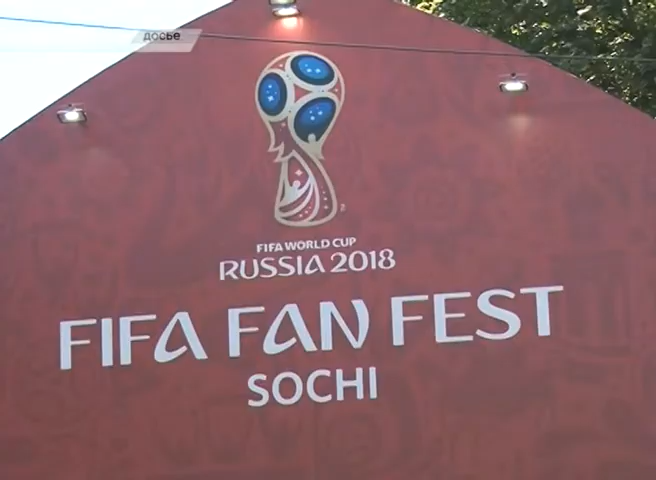 досье
FIFA WORLD CUP
RUSSIA 2018
FIFA FAN FEST
SOCHI